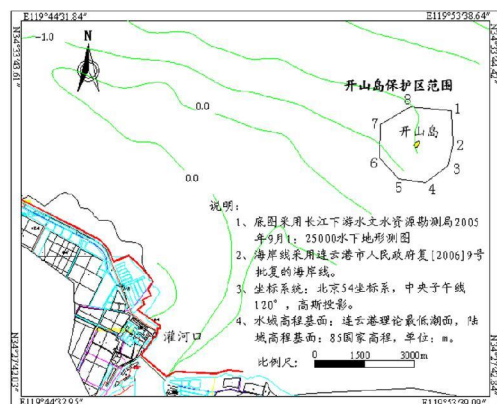 E119°44'31.84"
E119°53'38.64"
-1.0
N
0.0
0.0
开山岛保护区范围
8
1
7
开山岛
2
6
3
5
4
灌河口
说明:
1、底图采用长江下游水文水资源勘测局2005
年9月1:25000水下地形测图
2、海岸线采用连云港市人民政府复[2006]9号
批复的海岸线。
3、坐标系统:北京54坐标系,中央子午线
120°,高斯投影。
4、水域高程基面:连云港理论最低潮面,陆
域高程基面:85国家高程,单位:m。
比例尺:
0 1500 3000m